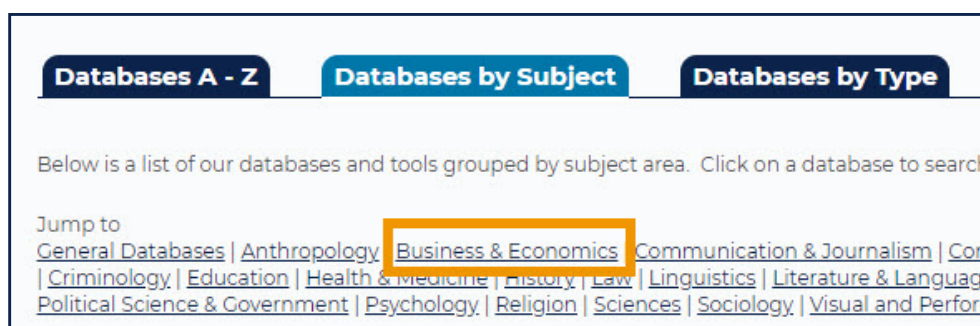 Databases A - Z Databases by Subject Databases by Type
Below is a list of our databases and tools grouped by subject area. Click on a database to search
Jump to
General Databases | Anthropology | Business & Economics | Communication & Journalism |
| Criminology | Education | Health & Medicine | History | Law | Linguistics | Literature &
Political Science & Government | Psychology | Religion | Sciences | Sociology | Visual and